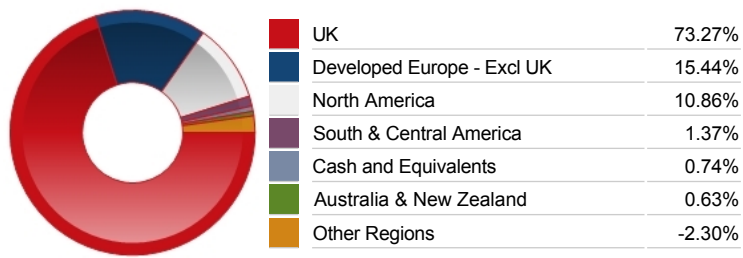 UK 73.27%
Developed Europe - Excl UK 15.44%
North America 10.86%
South & Central America 1.37%
Cash and Equivalents 0.74%
Australia & New Zealand 0.63%
Other Regions -2.30%